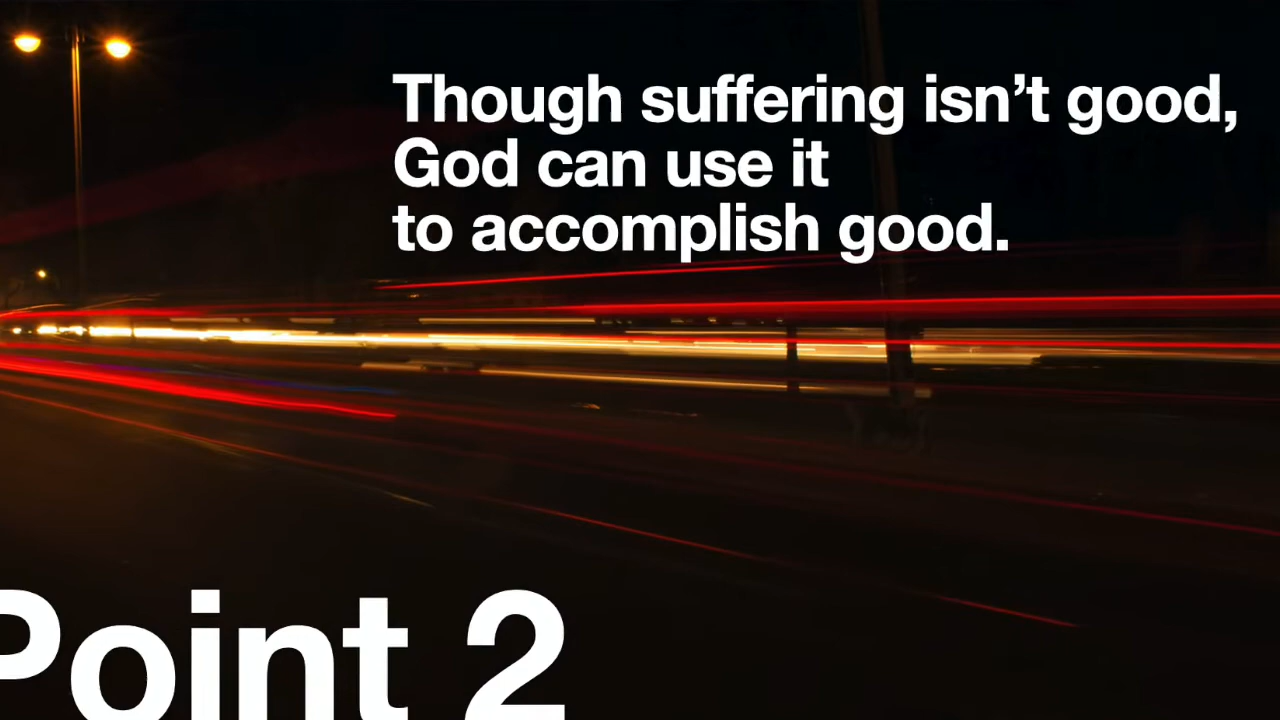 Though suffering isn’t good,
God can use it
to accomplish good.
Point 2